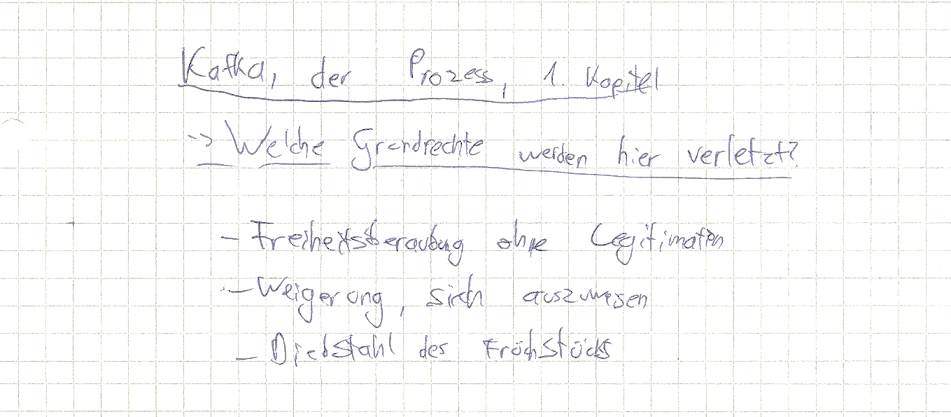 Kafka, der Prozess, 1. Kapitel
-> Welche Grundrechte werden hier verletzt?
- Freiheitsberaubung ohne Legitimation
- Weigerung, sich auszuweisen
- Diebstahl des Frühstücks